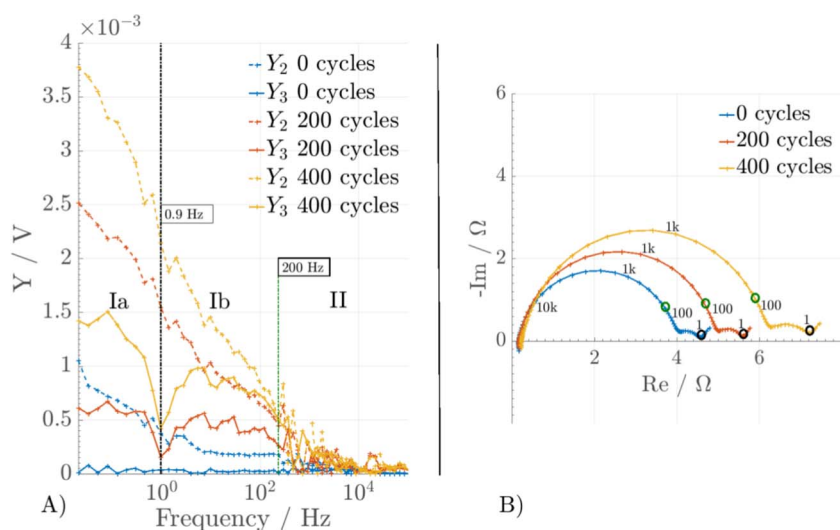 ×10⁻³
4
3.5
3
2.5
2
1.5
1
0.5
0
Y / V
10⁰
10²
10⁴
Frequency / Hz
Y₂ 0 cycles
Y₃ 0 cycles
Y₂ 200 cycles
Y₃ 200 cycles
Y₂ 400 cycles
Y₃ 400 cycles
0.9 Hz
200 Hz
Ia
Ib
II
A)
6
4
2
0
-Im / Ω
2
4
6
Re / Ω
0 cycles
200 cycles
400 cycles
1k
1k
1k
10k
100
100
100
1
1
1
B)